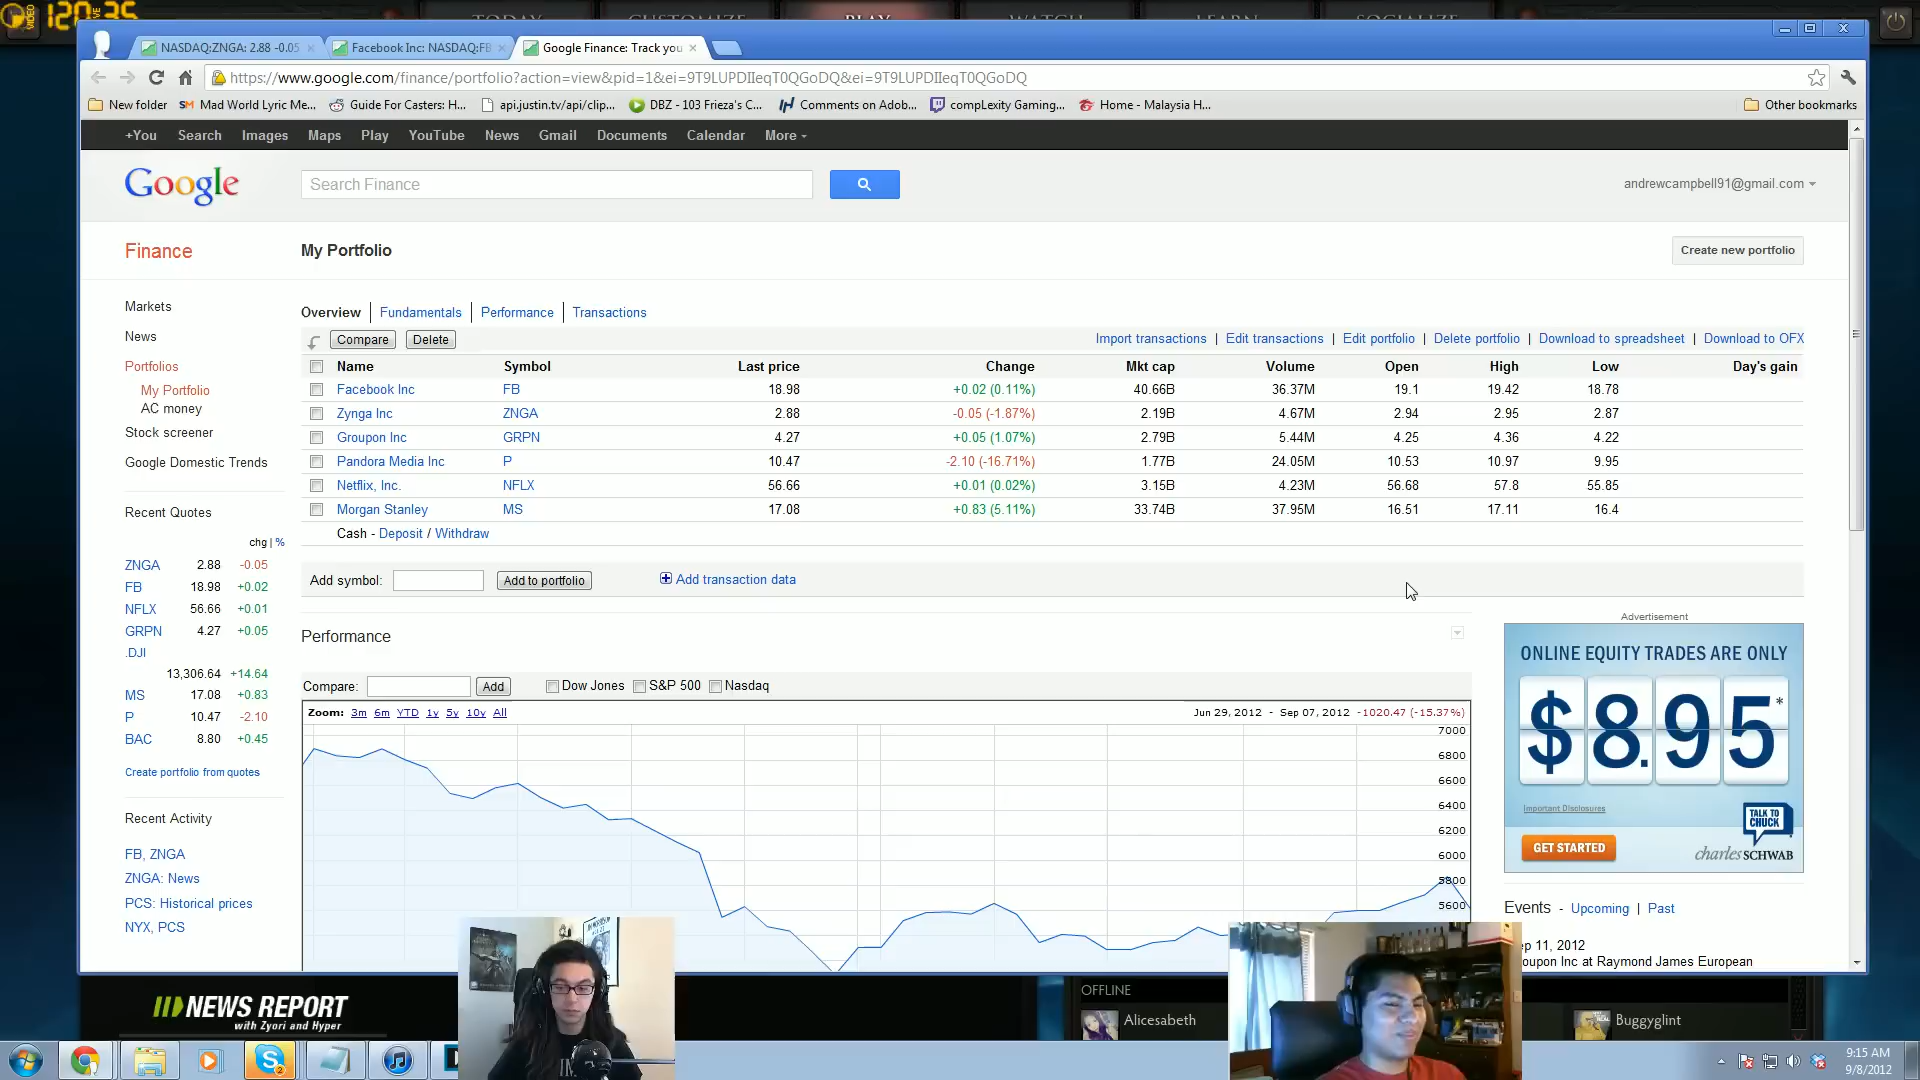 120:35
TODAY CUSTOMIZE PLAY WATCH LEARN SOCIALIZE
NASDAQ:ZNGA: 2.88 -0.05
Facebook Inc: NASDAQ:FB
Google Finance: Track you
https://www.google.com/finance/portfolio?action=view&pid=1&ei=9T9LUPDIIeqT0QGoDQ&ei=9T9LUPDIIeqT0QGoDQ
New folder
Mad World Lyric Me...
Guide For Casters: H...
api.justin.tv/api/clip...
DBZ - 103 Frieza's C...
Comments on Adob...
compLexity Gaming...
Home - Malaysia H...
Other bookmarks
+You Search Images Maps Play YouTube News Gmail Documents Calendar More
Google
Search Finance
andrewcampbell91@gmail.com
Finance
My Portfolio
Create new portfolio
Markets
News
Portfolios
My Portfolio
AC money
Stock screener
Google Domestic Trends
Recent Quotes
chg | %
ZNGA 2.88 -0.05
FB 18.98 +0.02
NFLX 56.66 +0.01
GRPN 4.27 +0.05
.DJI
13,306.64 +14.64
MS 17.08 +0.83
P 10.47 -2.10
BAC 8.80 +0.45
Create portfolio from quotes
Recent Activity
FB, ZNGA
ZNGA: News
PCS: Historical prices
NYX, PCS
Overview | Fundamentals | Performance | Transactions
Compare Delete
Import transactions | Edit transactions | Edit portfolio | Delete portfolio | Download to spreadsheet | Download to OFX
Name Symbol Last price Change Mkt cap Volume Open High Low Day's gain
Facebook Inc FB 18.98 +0.02 (0.11%) 40.66B 36.37M 19.1 19.42 18.78
Zynga Inc ZNGA 2.88 -0.05 (-1.87%) 2.19B 4.67M 2.94 2.95 2.87
Groupon Inc GRPN 4.27 +0.05 (1.07%) 2.79B 5.44M 4.25 4.36 4.22
Pandora Media Inc P 10.47 -2.10 (-16.71%) 1.77B 24.05M 10.53 10.97 9.95
Netflix, Inc. NFLX 56.66 +0.01 (0.02%) 3.15B 4.23M 56.68 57.8 55.85
Morgan Stanley MS 17.08 +0.83 (5.11%) 33.74B 37.95M 16.51 17.11 16.4
Cash - Deposit / Withdraw
Add symbol: Add to portfolio Add transaction data
Performance
Compare: Add Dow Jones S&P 500 Nasdaq
Zoom: 3m 6m YTD 1y 5y 10y All
Jun 29, 2012 - Sep 07, 2012 -1020.47 (-15.37%)
7000
6800
6600
6400
6200
6000
5800
5600
Advertisement
ONLINE EQUITY TRADES ARE ONLY
$8.95*
Important Disclosures
TALK TO CHUCK
GET STARTED
charles SCHWAB
Events - Upcoming | Past
ep 11, 2012
roupon Inc at Raymond James European
NEWS REPORT
with Zyori and Hyper
OFFLINE
Alicesabeth
Buggyglint
9:15 AM
9/8/2012